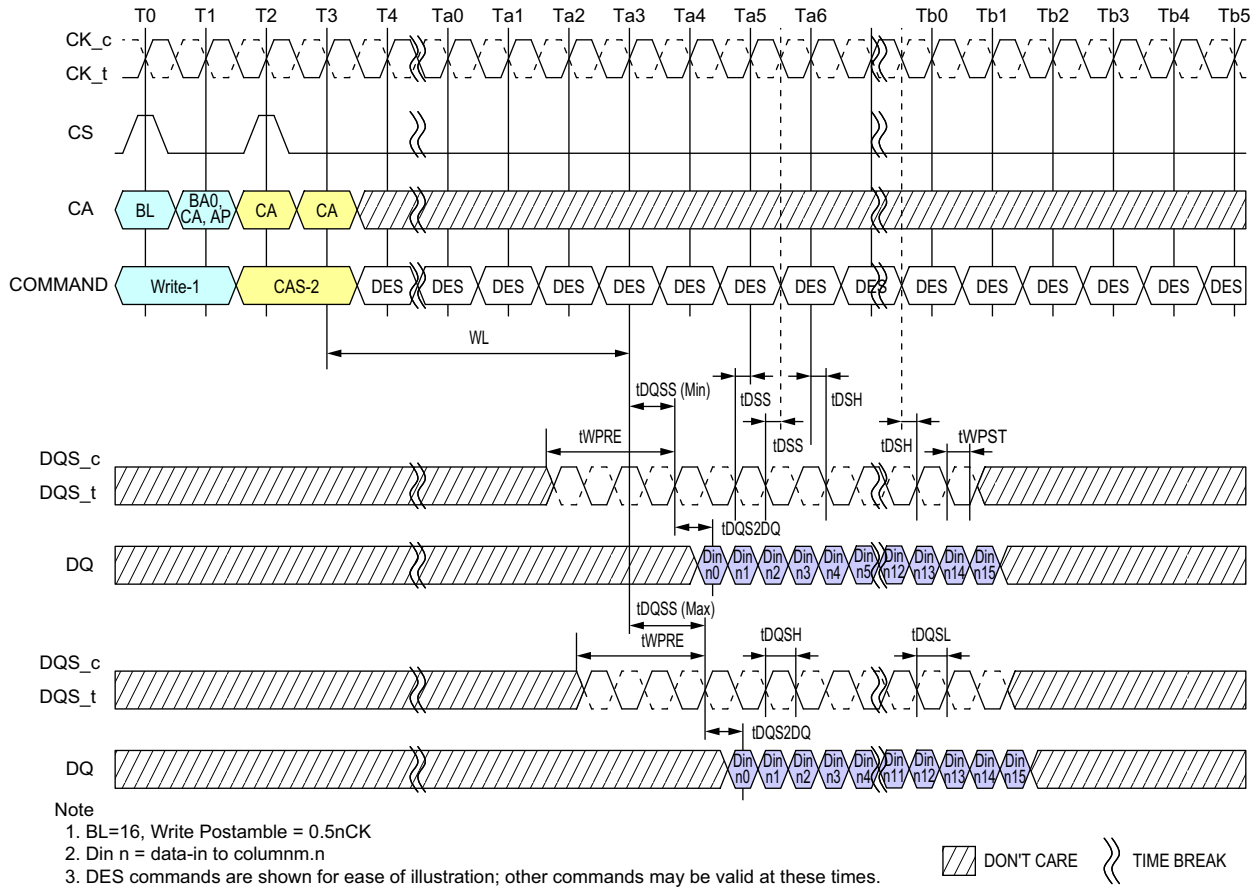 T0 T1 T2 T3 T4 Ta0 Ta1 Ta2 Ta3 Ta4 Ta5 Ta6 Tb0 Tb1 Tb2 Tb3 Tb4 Tb5
CK_c
CK_t
CS
CA BL BA0, CA, AP CA CA
COMMAND Write-1 CAS-2 DES DES DES DES DES DES DES DES DES DES DES DES DES DES DES
WL
tDQSS (Min) tDSS tDSH
tWPRE tDSS tDSH tWPST
DQS_c
DQS_t
tDQS2DQ
DQ Din n0 Din n1 Din n2 Din n3 Din n4 Din n5 Din n12 Din n13 Din n14 Din n15
tDQSS (Max)
tWPRE tDQSH tDQSL
DQS_c
DQS_t
tDQS2DQ
DQ Din n0 Din n1 Din n2 Din n3 Din n4 Din n11 Din n12 Din n13 Din n14 Din n15
Note
1. BL=16, Write Postamble = 0.5nCK
2. Din n = data-in to columnm.n
3. DES commands are shown for ease of illustration; other commands may be valid at these times.
DON'T CARE TIME BREAK